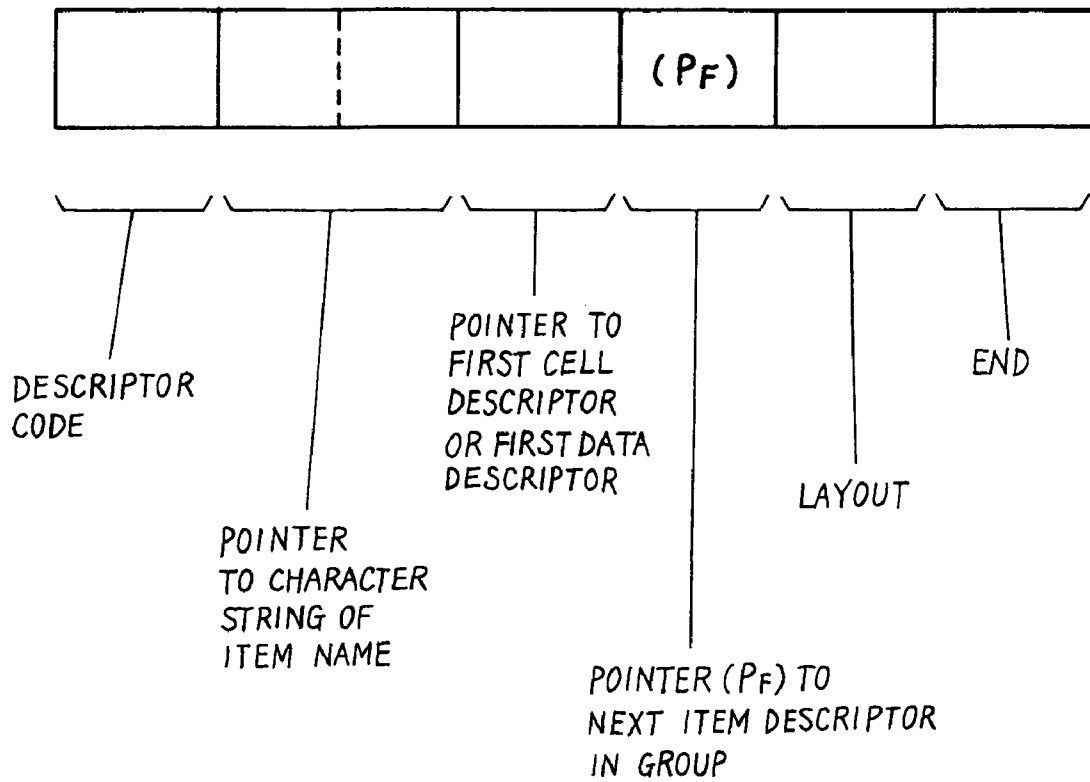 (PF)
DESCRIPTOR
CODE
POINTER
TO CHARACTER
STRING OF
ITEM NAME
POINTER TO
FIRST CELL
DESCRIPTOR
OR FIRST DATA
DESCRIPTOR
POINTER (PF) TO
NEXT ITEM DESCRIPTOR
IN GROUP
LAYOUT
END